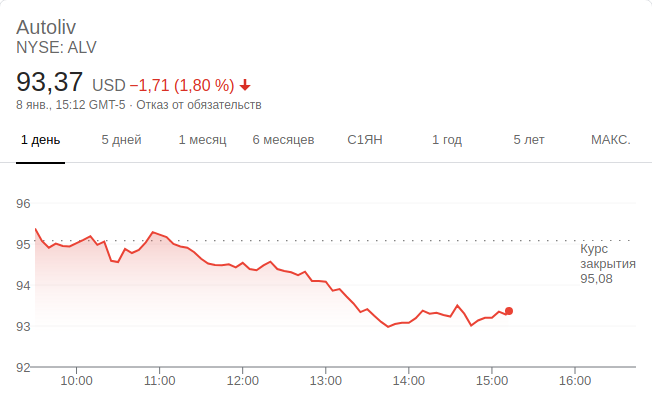 Autoliv
NYSE: ALV
93,37 USD −1,71 (1,80 %)
8 янв., 15:12 GMT-5 · Отказ от обязательств
1 день 5 дней 1 месяц 6 месяцев С1ЯН 1 год 5 лет МАКС.
96
95
94
93
92
Курс
закрытия
95,08
10:00 11:00 12:00 13:00 14:00 15:00 16:00